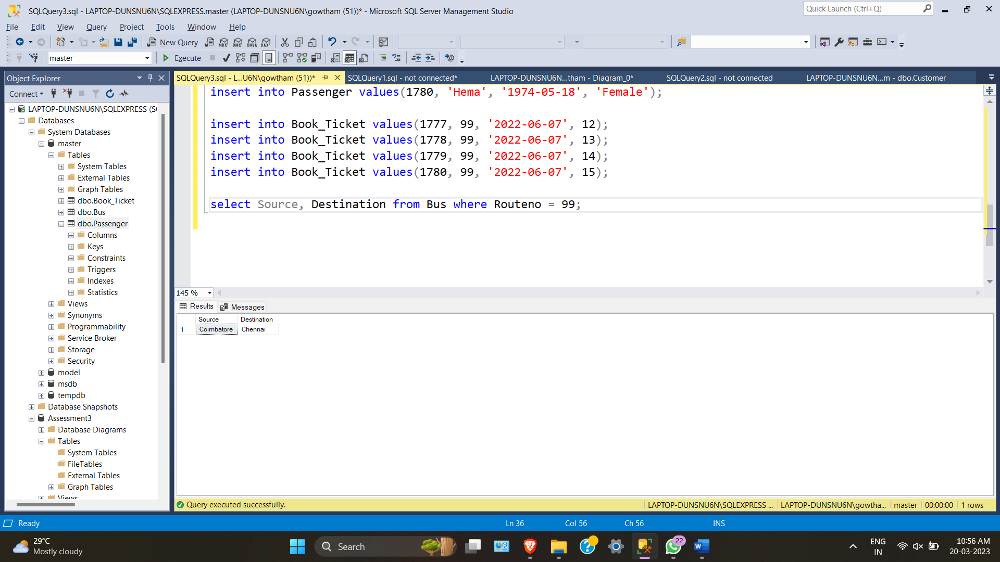 SQLQuery3.sql - LAPTOP-DUNSNU6N\SQLEXPRESS.master (LAPTOP-DUNSNU6N\gowtham (51))* - Microsoft SQL Server Management Studio
Quick Launch (Ctrl+Q)
File Edit View Query Project Tools Window Help
New Query MDX DMX XMLA DAX
master Execute
Object Explorer
Connect
LAPTOP-DUNSNU6N\SQLEXPRESS (S
Databases
System Databases
master
Tables
System Tables
External Tables
Graph Tables
dbo.Book_Ticket
dbo.Bus
dbo.Passenger
Columns
Keys
Constraints
Triggers
Indexes
Statistics
Views
Synonyms
Programmability
Service Broker
Storage
Security
model
msdb
tempdb
Database Snapshots
Assessment3
Database Diagrams
Tables
System Tables
FileTables
External Tables
Graph Tables
Views
SQLQuery3.sql - L...U6N\gowtham (51))* SQLQuery1.sql - not connected* LAPTOP-DUNSNU6N...tham - Diagram_0* SQLQuery2.sql - not connected LAPTOP-DUNSNU6N...m - dbo.Customer
insert into Passenger values(1780, 'Hema', '1974-05-18', 'Female');
insert into Book_Ticket values(1777, 99, '2022-06-07', 12);
insert into Book_Ticket values(1778, 99, '2022-06-07', 13);
insert into Book_Ticket values(1779, 99, '2022-06-07', 14);
insert into Book_Ticket values(1780, 99, '2022-06-07', 15);
select Source, Destination from Bus where Routeno = 99;
145 %
Results Messages
Source Destination
1 Coimbatore Chennai
Query executed successfully. LAPTOP-DUNSNU6N\SQLEXPRESS ... LAPTOP-DUNSNU6N\gowtha... master 00:00:00 1 rows
Ready Ln 36 Col 56 Ch 56 INS
29°C
Mostly cloudy
Search
22
ENG
IN
10:56 AM
20-03-2023